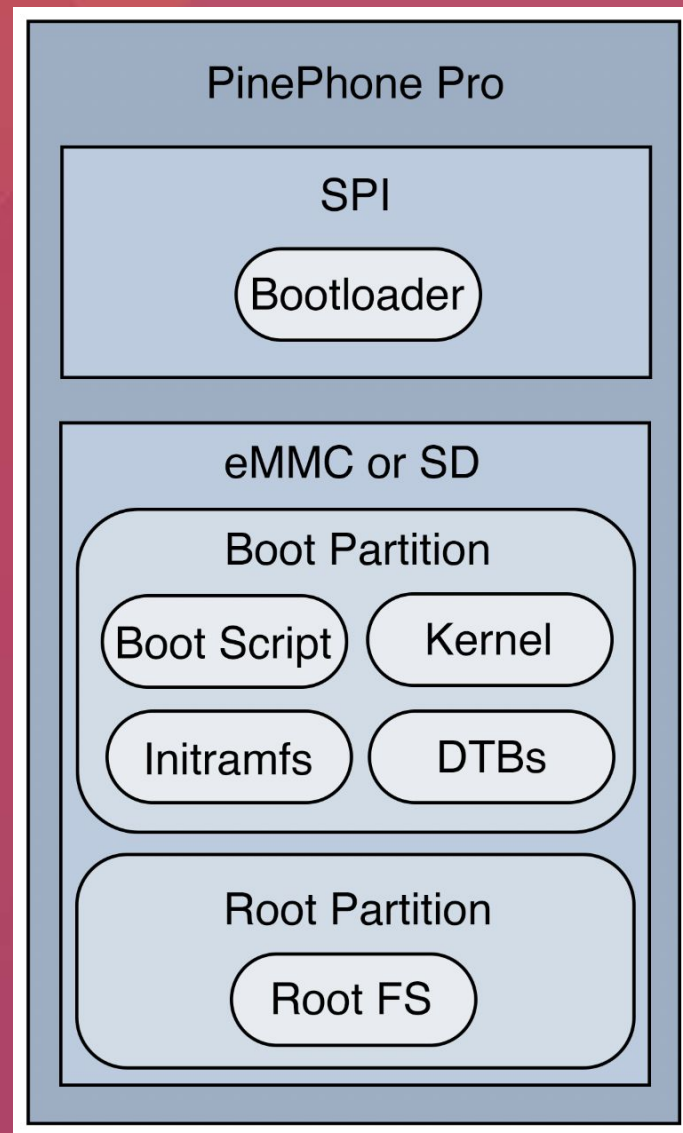 PinePhone Pro
SPI
Bootloader
eMMC or SD
Boot Partition
Boot Script
Kernel
Initramfs
DTBs
Root Partition
Root FS